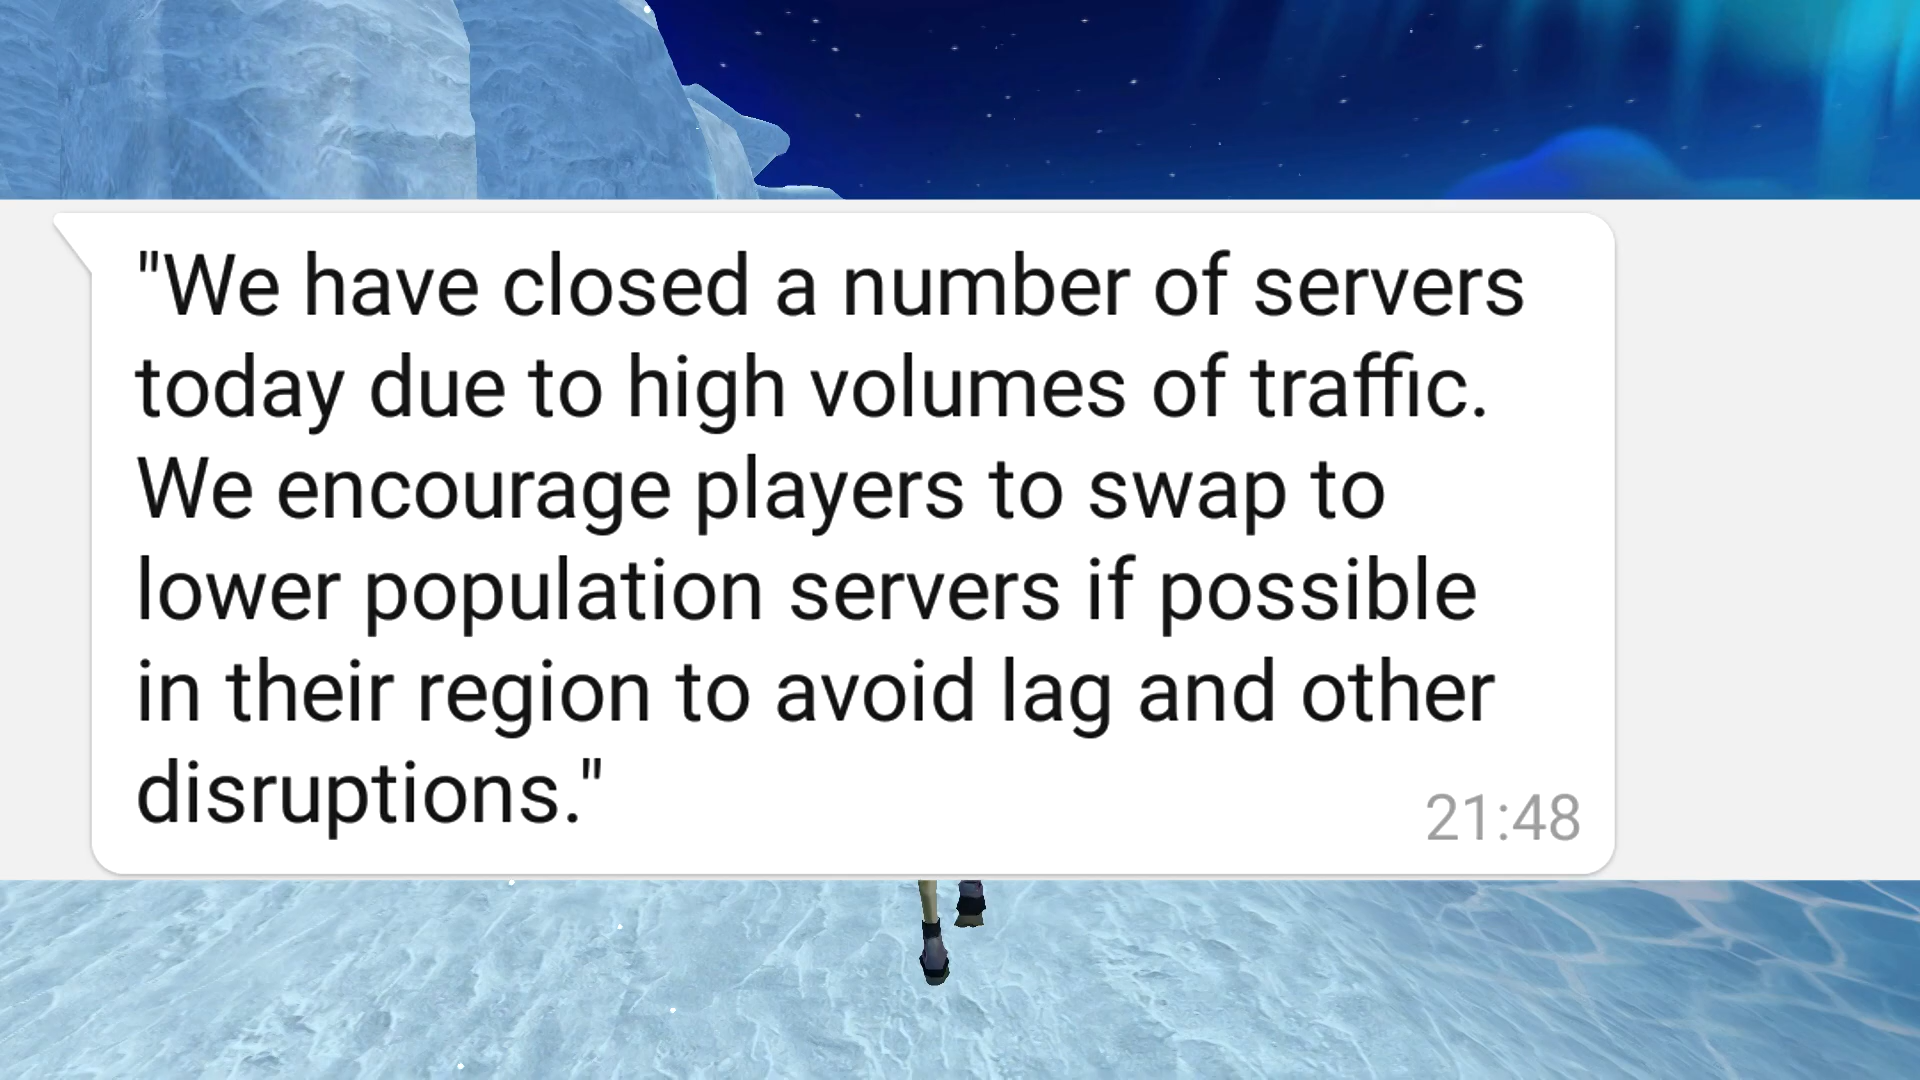 "We have closed a number of servers
today due to high volumes of traffic.
We encourage players to swap to
lower population servers if possible
in their region to avoid lag and other
disruptions."
21:48